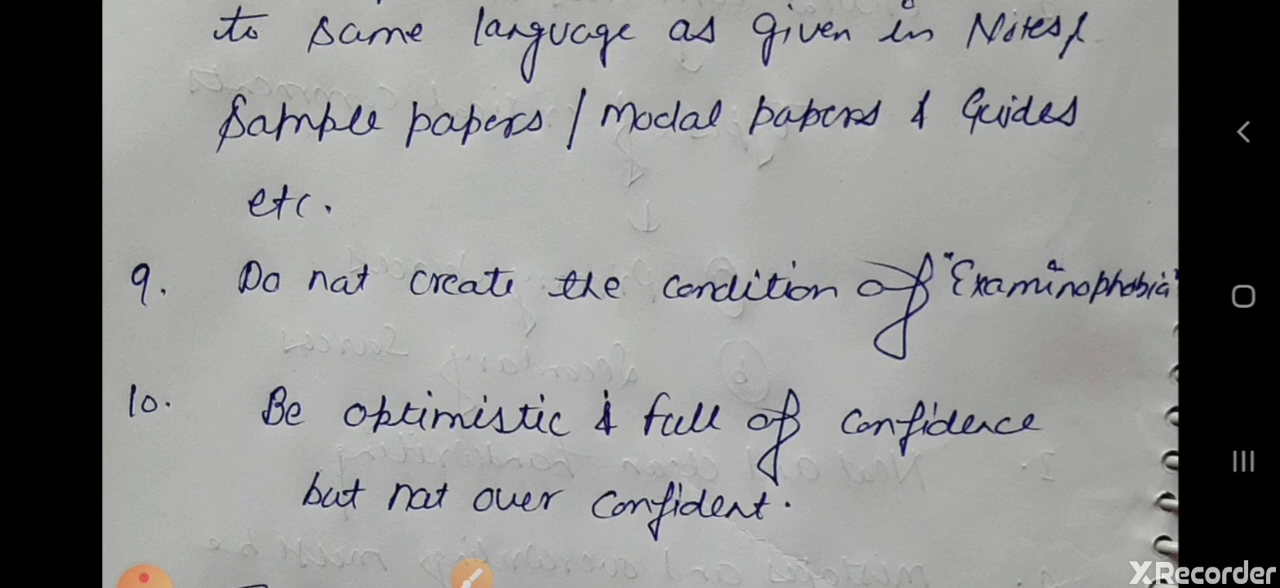 to same language as given in Notes/
Sample papers / Modal papers & Guides
etc.
9. Do not create the condition of "Examinophobia"
10. Be optimistic & full of confidence
but not over confident.
XRecorder